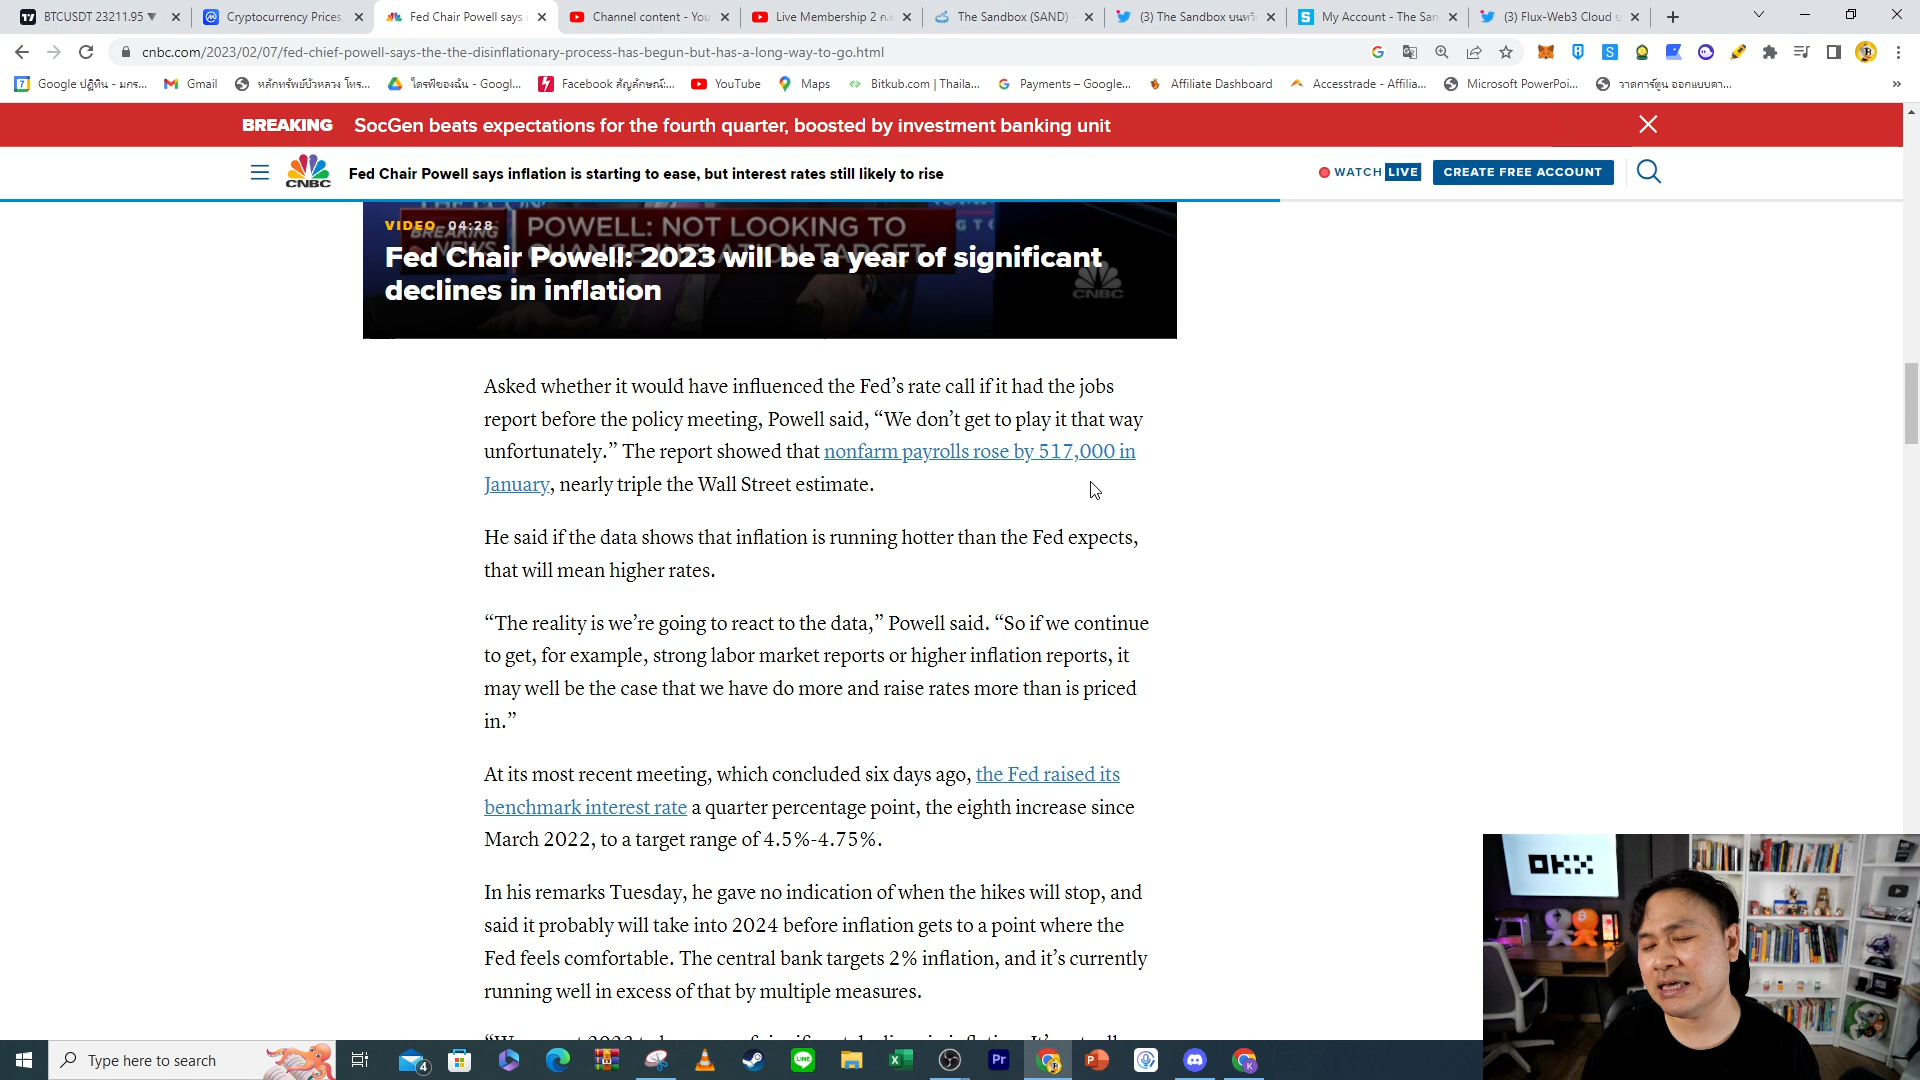 BTCUSDT 23211.95 ▼
Cryptocurrency Prices,
Fed Chair Powell says i
Channel content - You
Live Membership 2 ก.พ
The Sandbox (SAND)
(3) The Sandbox บนทวิ
My Account - The San
(3) Flux-Web3 Cloud บ
cnbc.com/2023/02/07/fed-chief-powell-says-the-the-disinflationary-process-has-begun-but-has-a-long-way-to-go.html
Google ปฏิทิน - มกร...
Gmail
หลักทรัพย์บัวหลวง โทร...
ไดรฟ์ของฉัน - Googl...
Facebook สัญลักษณ์:...
YouTube
Maps
Bitkub.com | Thaila...
Payments – Google...
Affiliate Dashboard
Accesstrade - Affilia...
Microsoft PowerPoi...
วาดการ์ตูน ออกแบบตา...
BREAKING SocGen beats expectations for the fourth quarter, boosted by investment banking unit
CNBC
Fed Chair Powell says inflation is starting to ease, but interest rates still likely to rise
WATCH LIVE
CREATE FREE ACCOUNT
VIDEO 04:28
BREAKING NEWS
POWELL: NOT LOOKING TO
CHANGE INFLATION TARGET
Fed Chair Powell: 2023 will be a year of significant
declines in inflation
CNBC
Asked whether it would have influenced the Fed’s rate call if it had the jobs
report before the policy meeting, Powell said, “We don’t get to play it that way
unfortunately.” The report showed that nonfarm payrolls rose by 517,000 in
January, nearly triple the Wall Street estimate.
He said if the data shows that inflation is running hotter than the Fed expects,
that will mean higher rates.
“The reality is we’re going to react to the data,” Powell said. “So if we continue
to get, for example, strong labor market reports or higher inflation reports, it
may well be the case that we have do more and raise rates more than is priced
in.”
At its most recent meeting, which concluded six days ago, the Fed raised its
benchmark interest rate a quarter percentage point, the eighth increase since
March 2022, to a target range of 4.5%-4.75%.
In his remarks Tuesday, he gave no indication of when the hikes will stop, and
said it probably will take into 2024 before inflation gets to a point where the
Fed feels comfortable. The central bank targets 2% inflation, and it’s currently
running well in excess of that by multiple measures.
OKX
Type here to search
4